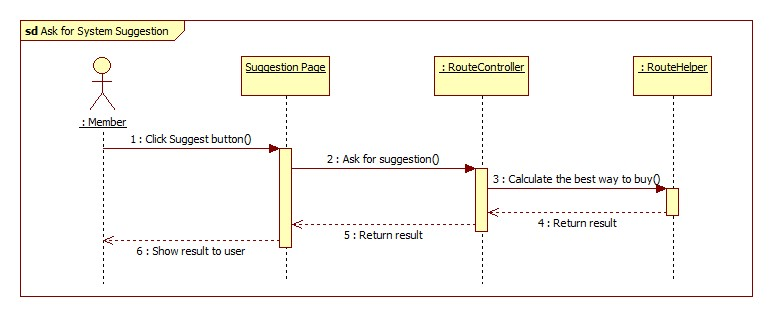 sd Ask for System Suggestion
Suggestion Page
: RouteController
: RouteHelper
: Member
1 : Click Suggest button()
2 : Ask for suggestion()
3 : Calculate the best way to buy()
4 : Return result
5 : Return result
6 : Show result to user